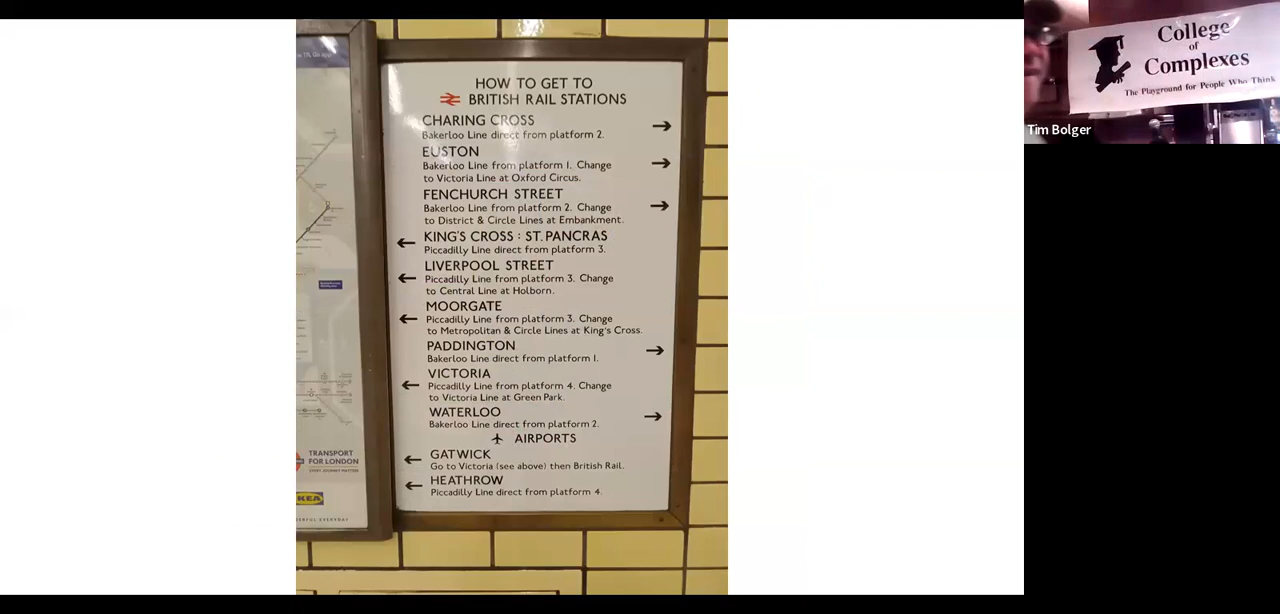 HOW TO GET TO
BRITISH RAIL STATIONS
CHARING CROSS
Bakerloo Line direct from platform 2.
EUSTON
Bakerloo Line from platform 1. Change
to Victoria Line at Oxford Circus.
FENCHURCH STREET
Bakerloo Line from platform 2. Change
to District & Circle Lines at Embankment.
KING'S CROSS : ST. PANCRAS
Piccadilly Line direct from platform 3.
LIVERPOOL STREET
Piccadilly Line from platform 3. Change
to Central Line at Holborn.
MOORGATE
Piccadilly Line from platform 3. Change
to Metropolitan & Circle Lines at King's Cross.
PADDINGTON
Bakerloo Line direct from platform 1.
VICTORIA
Piccadilly Line from platform 4. Change
to Victoria Line at Green Park.
WATERLOO
Bakerloo Line direct from platform 2.
AIRPORTS
GATWICK
Go to Victoria (see above) then British Rail.
HEATHROW
Piccadilly Line direct from platform 4.
TRANSPORT
FOR LONDON
EVERY JOURNEY MATTERS
KEA
ERFUL EVERYDAY
College
of
Complexes
The Playground for People Who Think
Tim Bolger